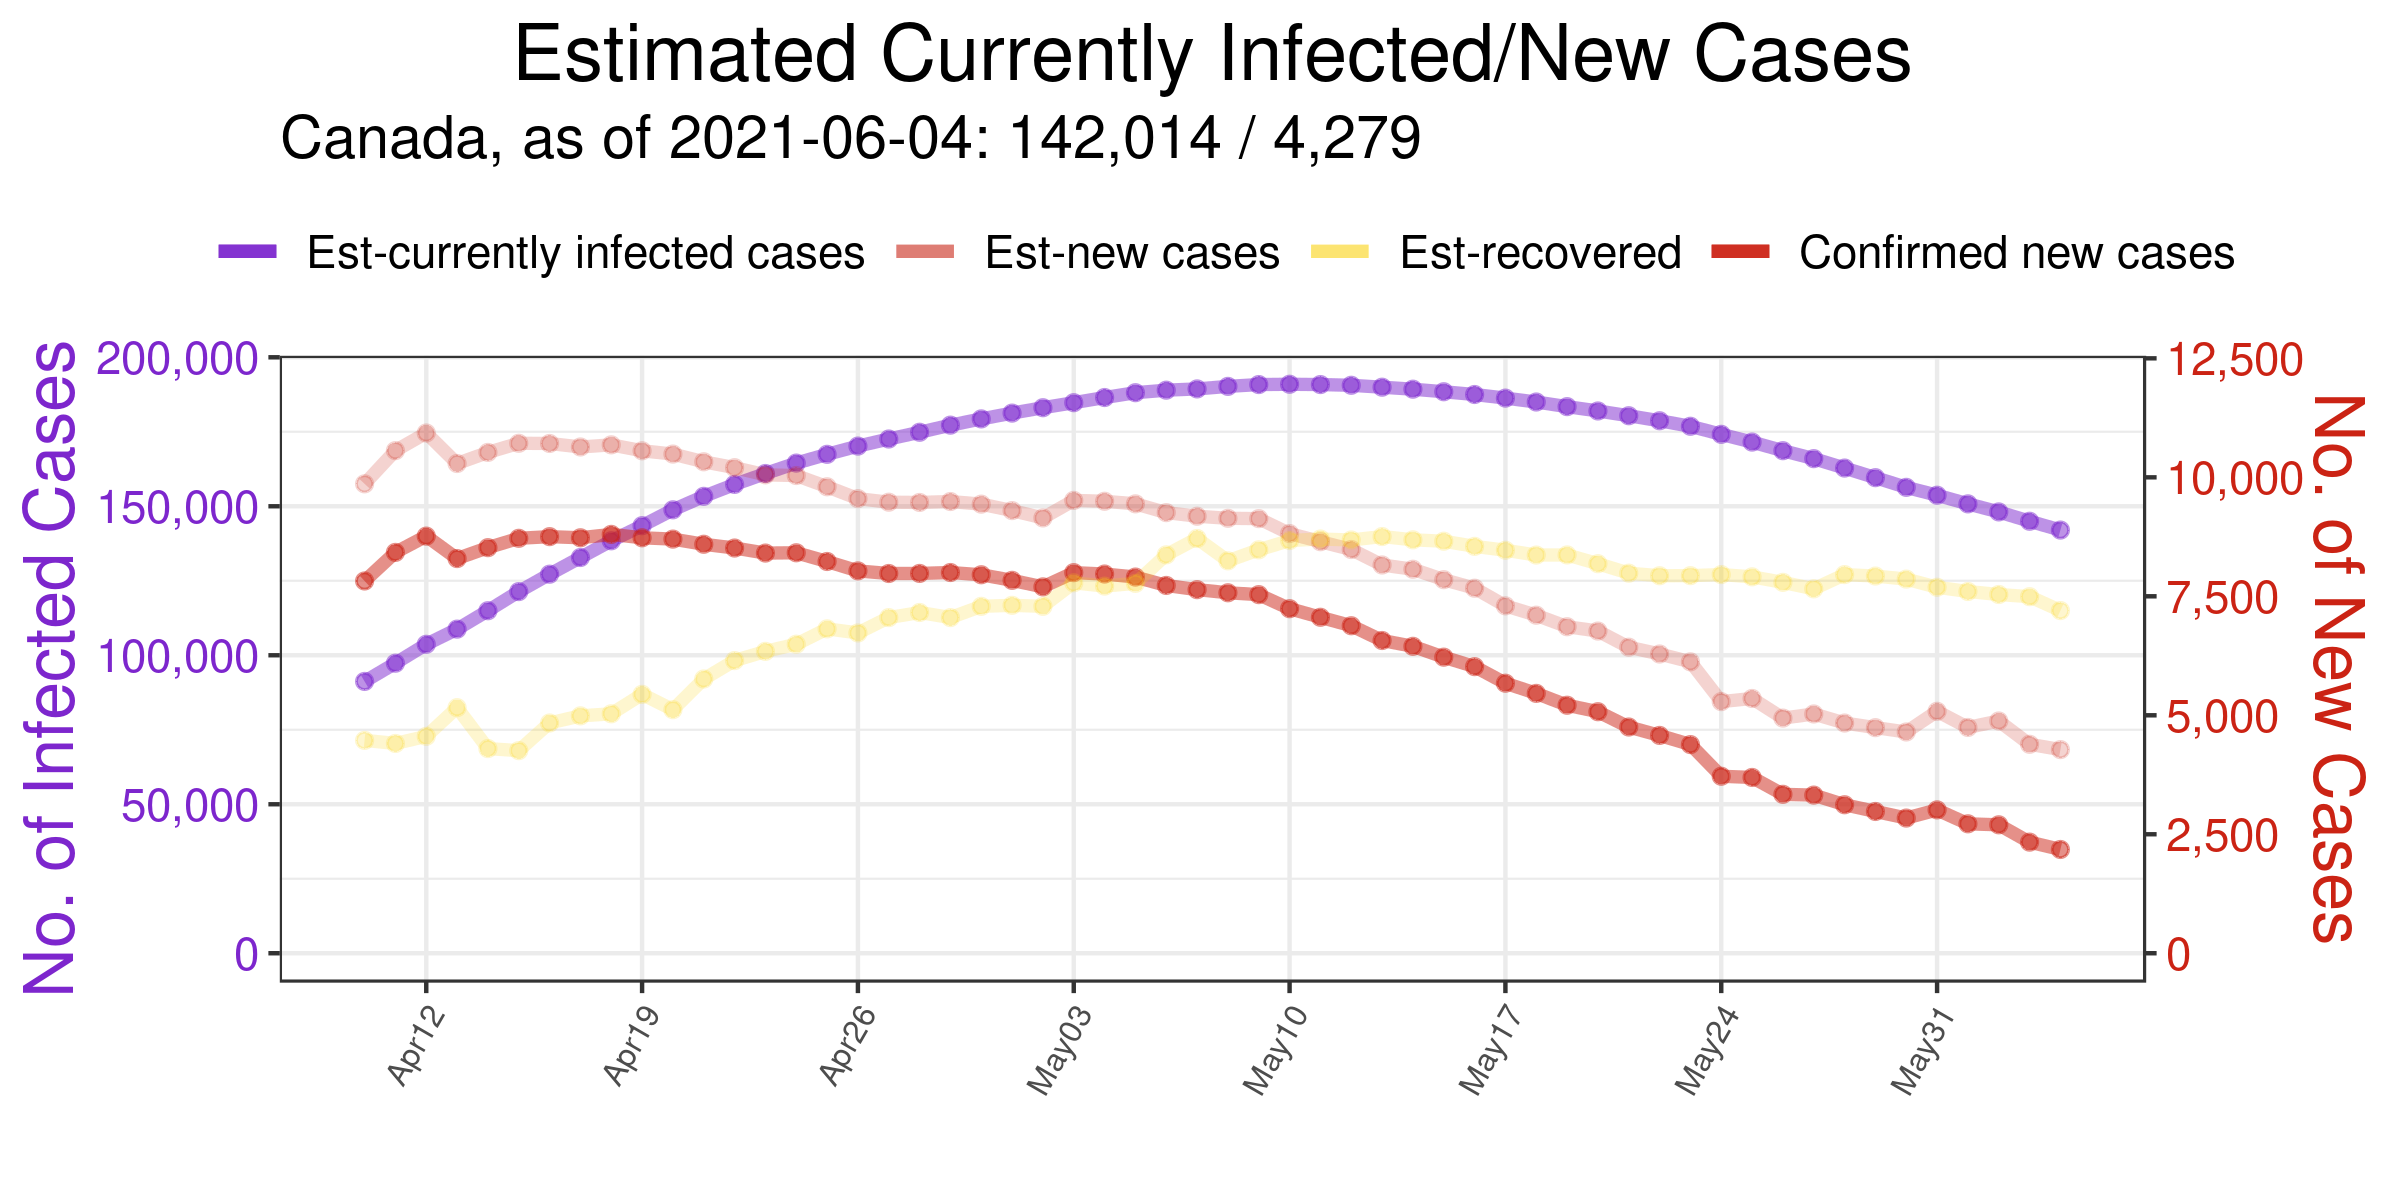 Estimated Currently Infected/New Cases
Canada, as of 2021-06-04: 142,014 / 4,279
Est-currently infected cases Est-new cases Est-recovered Confirmed new cases
No. of Infected Cases
200,000
150,000
100,000
50,000
0
12,500
10,000
7,500
5,000
2,500
0
No. of New Cases
Apr12 Apr19 Apr26 May03 May10 May17 May24 May31